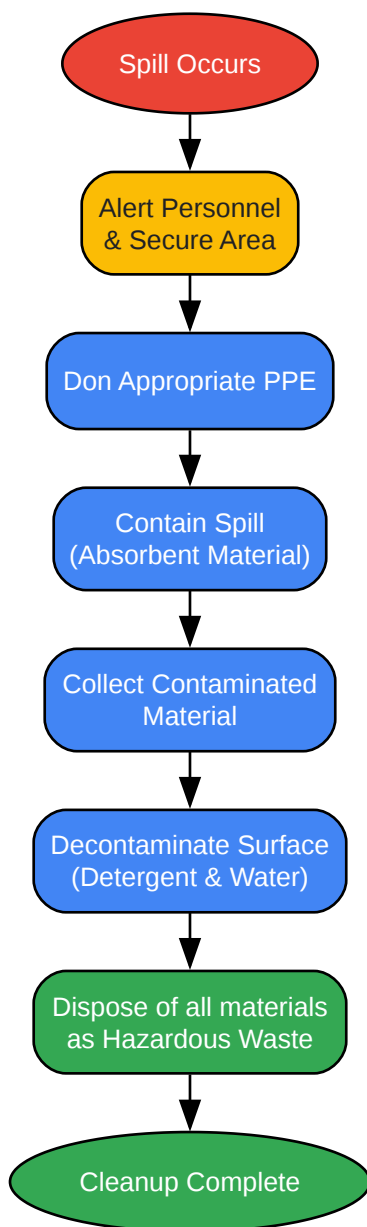 Spill Occurs
Alert Personnel
& Secure Area
Don Appropriate PPE
Contain Spill
(Absorbent Material)
Collect Contaminated
Material
Decontaminate Surface
(Detergent & Water)
Dispose of all materials
as Hazardous Waste
Cleanup Complete